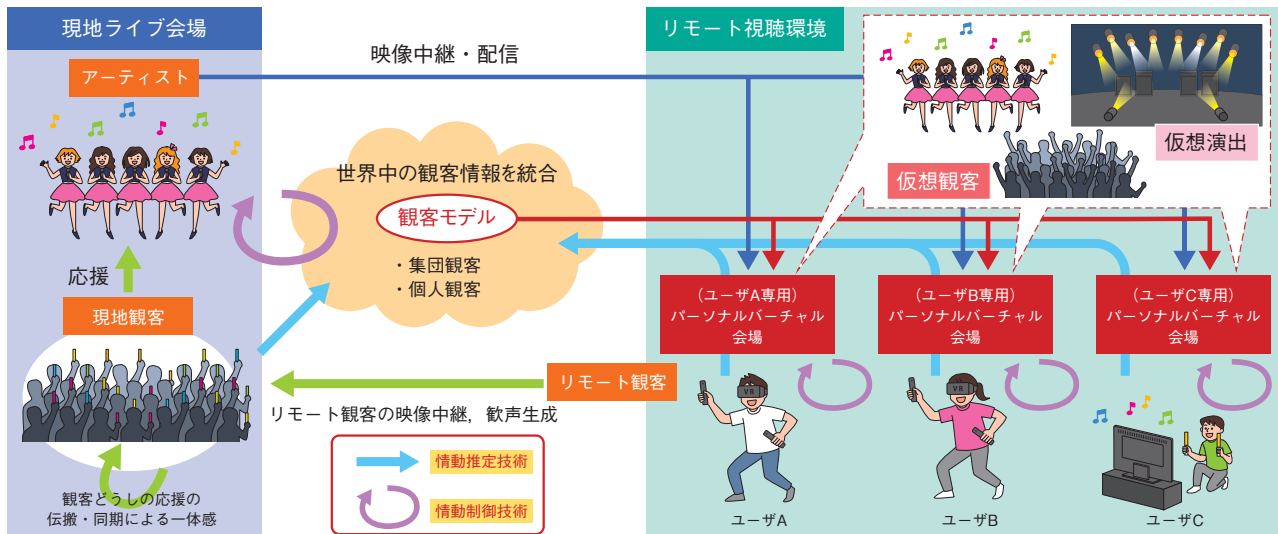 現地ライブ会場
アーティスト
応援
現地観客
観客どうしの応援の
伝搬・同期による一体感
映像中継・配信
世界中の観客情報を統合
観客モデル
・集団観客
・個人観客
リモート観客
リモート観客の映像中継，歓声生成
情動推定技術
情動制御技術
リモート視聴環境
仮想演出
仮想観客
（ユーザA専用）
パーソナルバーチャル
会場
（ユーザB専用）
パーソナルバーチャル
会場
（ユーザC専用）
パーソナルバーチャル
会場
VR
VR
ユーザA
ユーザB
ユーザC